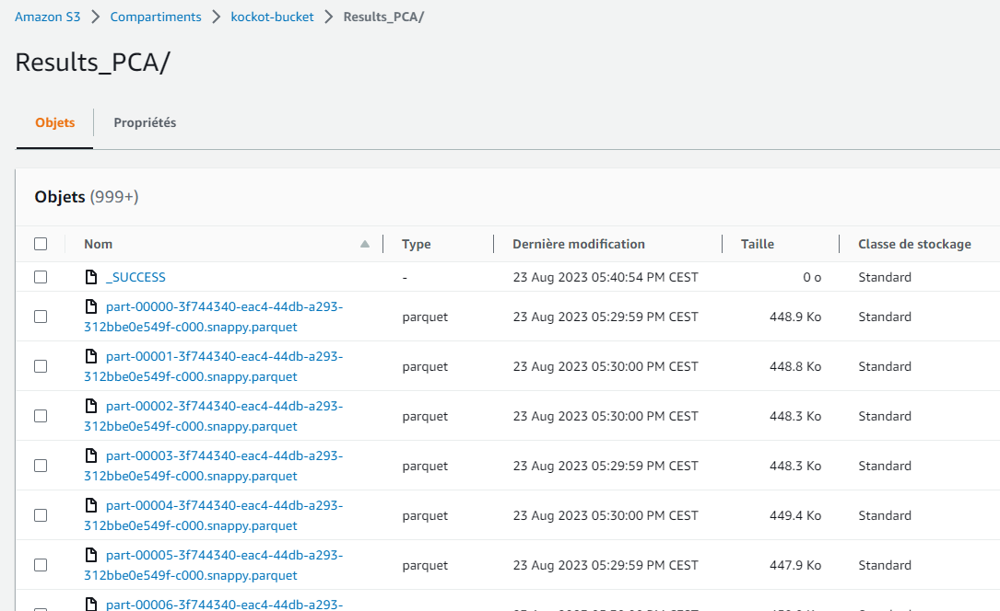 Amazon S3 > Compartiments > kockot-bucket > Results_PCA/
Results_PCA/
Objets Propriétés
Objets (999+)
Nom Type Dernière modification Taille Classe de stockage
_SUCCESS - 23 Aug 2023 05:40:54 PM CEST 0 o Standard
part-00000-3f744340-eac4-44db-a293-
312bbe0e549f-c000.snappy.parquet parquet 23 Aug 2023 05:29:59 PM CEST 448.9 Ko Standard
part-00001-3f744340-eac4-44db-a293-
312bbe0e549f-c000.snappy.parquet parquet 23 Aug 2023 05:30:00 PM CEST 448.8 Ko Standard
part-00002-3f744340-eac4-44db-a293-
312bbe0e549f-c000.snappy.parquet parquet 23 Aug 2023 05:30:00 PM CEST 448.3 Ko Standard
part-00003-3f744340-eac4-44db-a293-
312bbe0e549f-c000.snappy.parquet parquet 23 Aug 2023 05:29:59 PM CEST 448.3 Ko Standard
part-00004-3f744340-eac4-44db-a293-
312bbe0e549f-c000.snappy.parquet parquet 23 Aug 2023 05:30:00 PM CEST 449.4 Ko Standard
part-00005-3f744340-eac4-44db-a293-
312bbe0e549f-c000.snappy.parquet parquet 23 Aug 2023 05:29:59 PM CEST 447.9 Ko Standard
part-00006-3f744340-eac4-44db-a293-